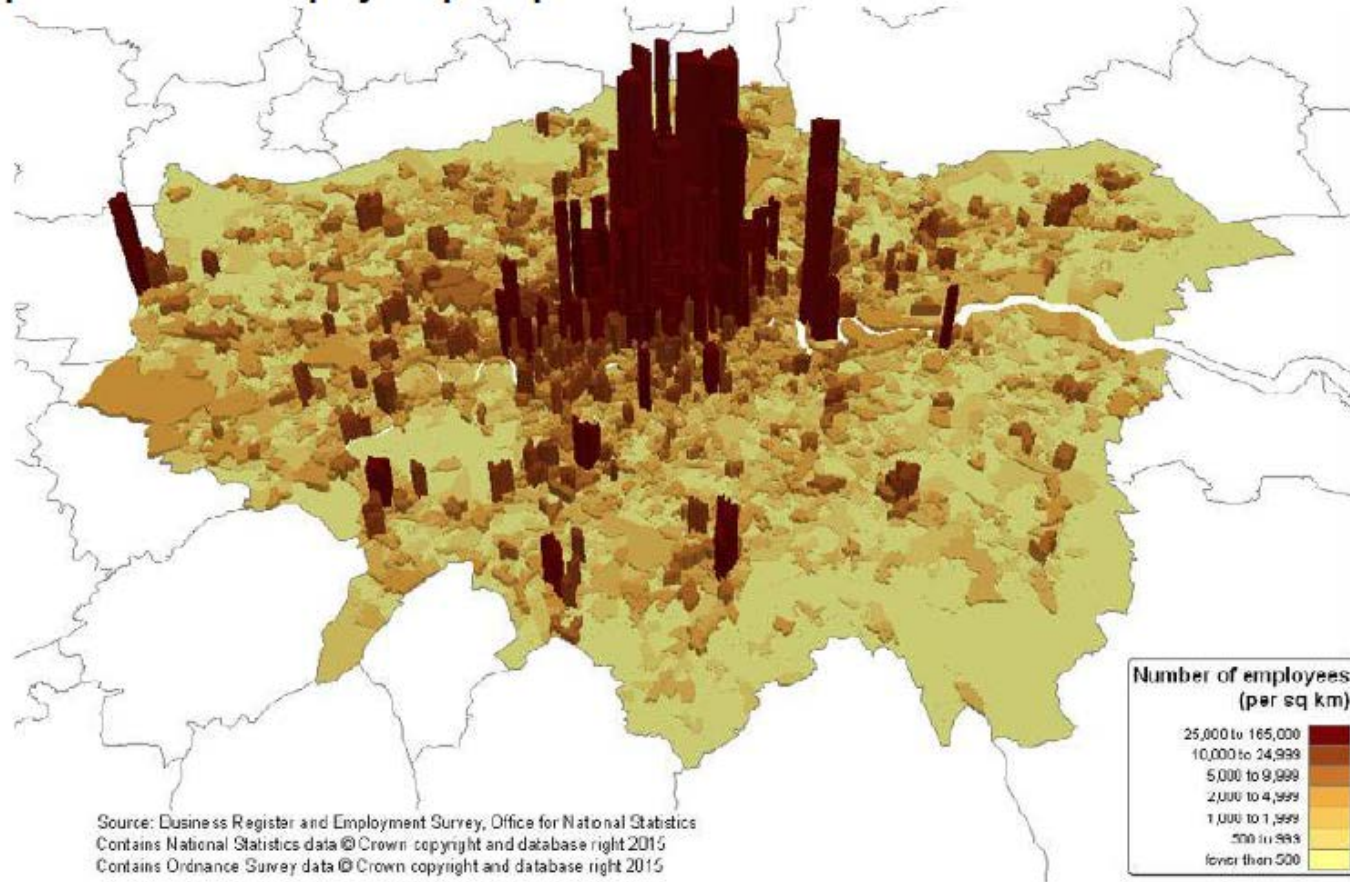 Number of employees
(per sq km)
25,000 to 165,000
10,000 to 24,999
5,000 to 9,999
2,000 to 4,999
1,000 to 1,999
500 to 999
fewer than 500
Source: Business Register and Employment Survey, Office for National Statistics
Contains National Statistics data © Crown copyright and database right 2015
Contains Ordnance Survey data © Crown copyright and database right 2015